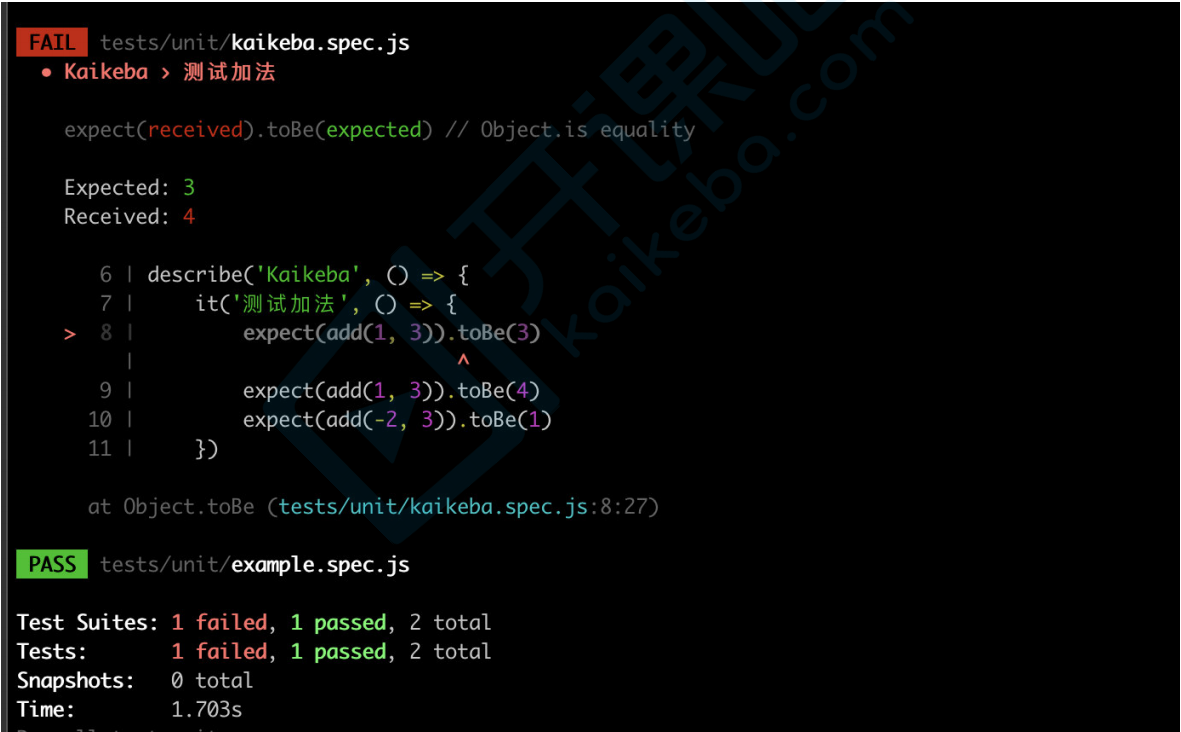 FAIL tests/unit/kaikeba.spec.js
• Kaikeba › 测试加法
expect(received).toBe(expected) // Object.is equality
Expected: 3
Received: 4
6 | describe('Kaikeba', () => {
7 |     it('测试加法', () => {
> 8 |         expect(add(1, 3)).toBe(3)
|                           ^
9 |         expect(add(1, 3)).toBe(4)
10 |         expect(add(-2, 3)).toBe(1)
11 |     })
at Object.toBe (tests/unit/kaikeba.spec.js:8:27)
PASS tests/unit/example.spec.js
Test Suites: 1 failed, 1 passed, 2 total
Tests: 1 failed, 1 passed, 2 total
Snapshots: 0 total
Time: 1.703s
开课吧
kaikeba.com